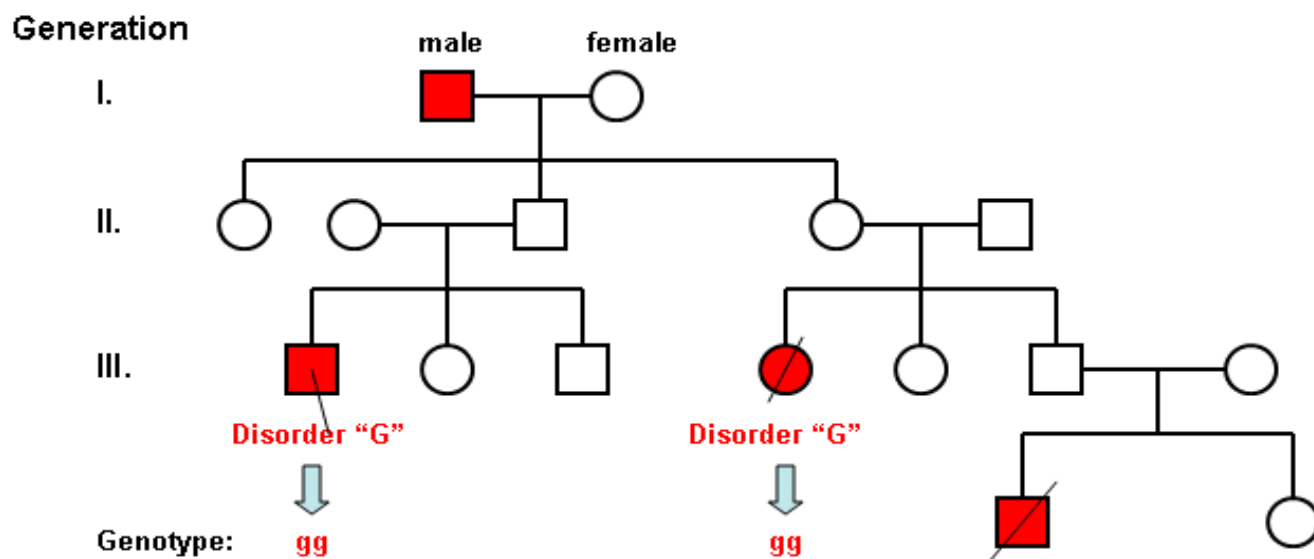 Generation
male female
I.
II.
III.
Disorder “G” Disorder “G”
Genotype: gg gg